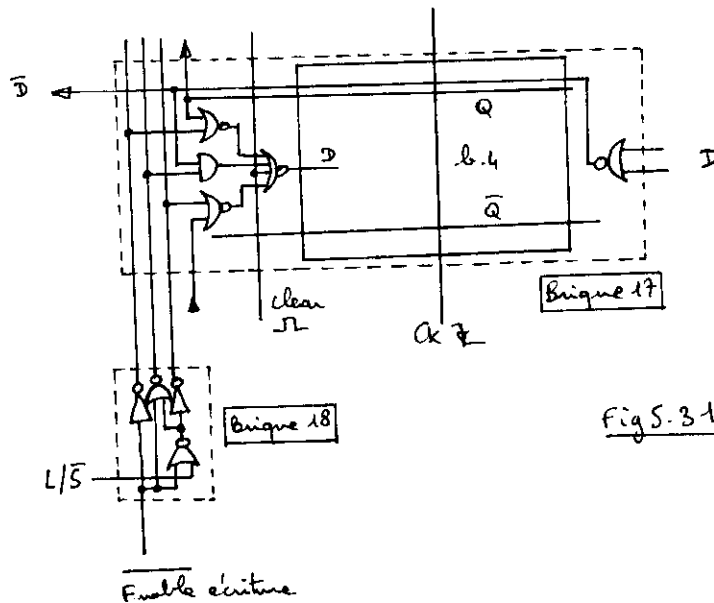 D̅
Q
D
b.4
D
Q̅
Brique 17
clear
Ck
Brique 18
Fig 5.31
L/S̅
Enable écriture